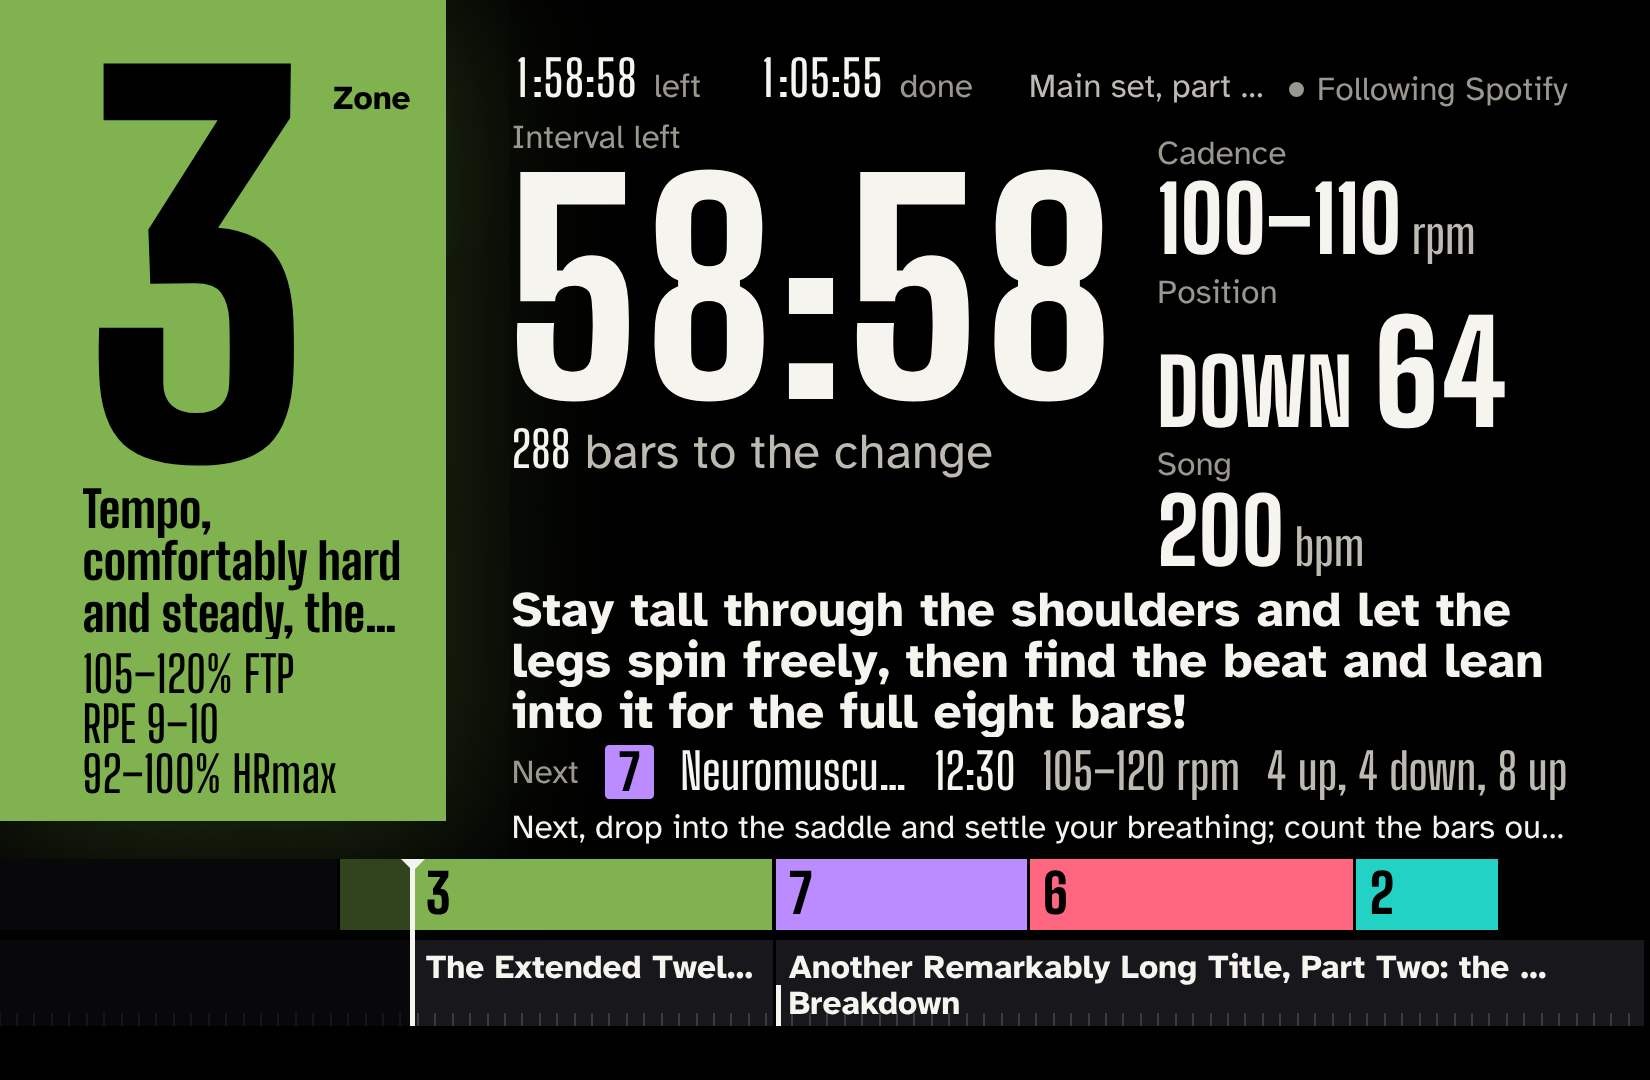 3 Zone
Tempo,
comfortably hard
and steady, the...
105–120% FTP
RPE 9–10
92–100% HRmax
1:58:58 left 1:05:55 done Main set, part ... ● Following Spotify
Interval left
58:58
288 bars to the change
Cadence
100–110 rpm
Position
DOWN 64
Song
200 bpm
Stay tall through the shoulders and let the
legs spin freely, then find the beat and lean
into it for the full eight bars!
Next 7 Neuromuscu... 12:30 105–120 rpm 4 up, 4 down, 8 up
Next, drop into the saddle and settle your breathing; count the bars ou...
3 7 6 2
The Extended Twel... Another Remarkably Long Title, Part Two: the ...
Breakdown